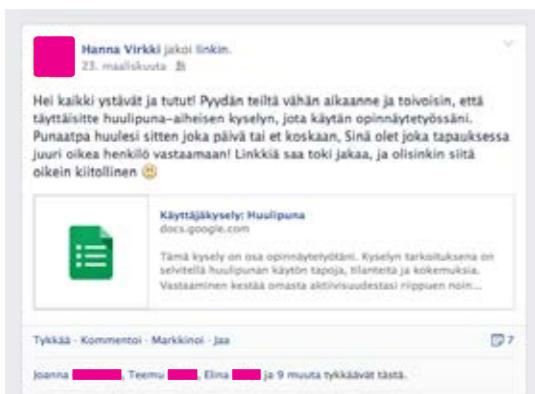 Hanna Virkki jakoi linkin.
23. maaliskuuta
Hei kaikki ystävät ja tutut! Pyydän teiltä vähän aikaanne ja toivoisin, että
täyttäisitte huulipuna-aiheisen kyselyn, jota käytän opinnäytetyössäni.
Punaatpa huulesi sitten joka päivä tai et koskaan, Sinä olet joka tapauksessa
juuri oikea henkilö vastaamaan! Linkkiä saa toki jakaa, ja olisinkin siitä
oikein kiitollinen
Käyttäjäkysely: Huulipuna
docs.google.com
Tämä kysely on osa opinnäytetyötäni. Kyselyn tarkoituksena on
selvitellä huulipunan käytön tapoja, tilanteita ja kokemuksia.
Vastaaminen kestää omasta aktiivisuudestasi riippuen noin...
Tykkää · Kommentoi · Markkinoi · Jaa 7
Joanna , Teemu , Elina ja 9 muuta tykkäävät tästä.